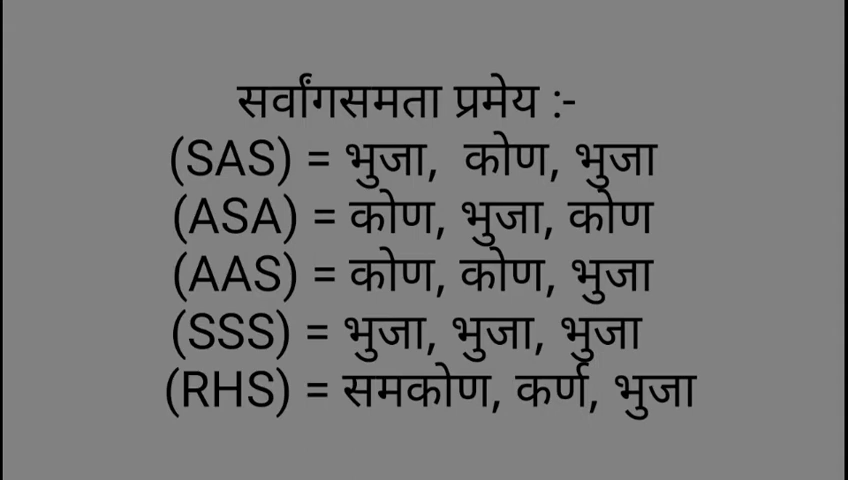 सर्वांगसमता प्रमेय :-
(SAS) = भुजा, कोण, भुजा
(ASA) = कोण, भुजा, कोण
(AAS) = कोण, कोण, भुजा
(SSS) = भुजा, भुजा, भुजा
(RHS) = समकोण, कर्ण, भुजा